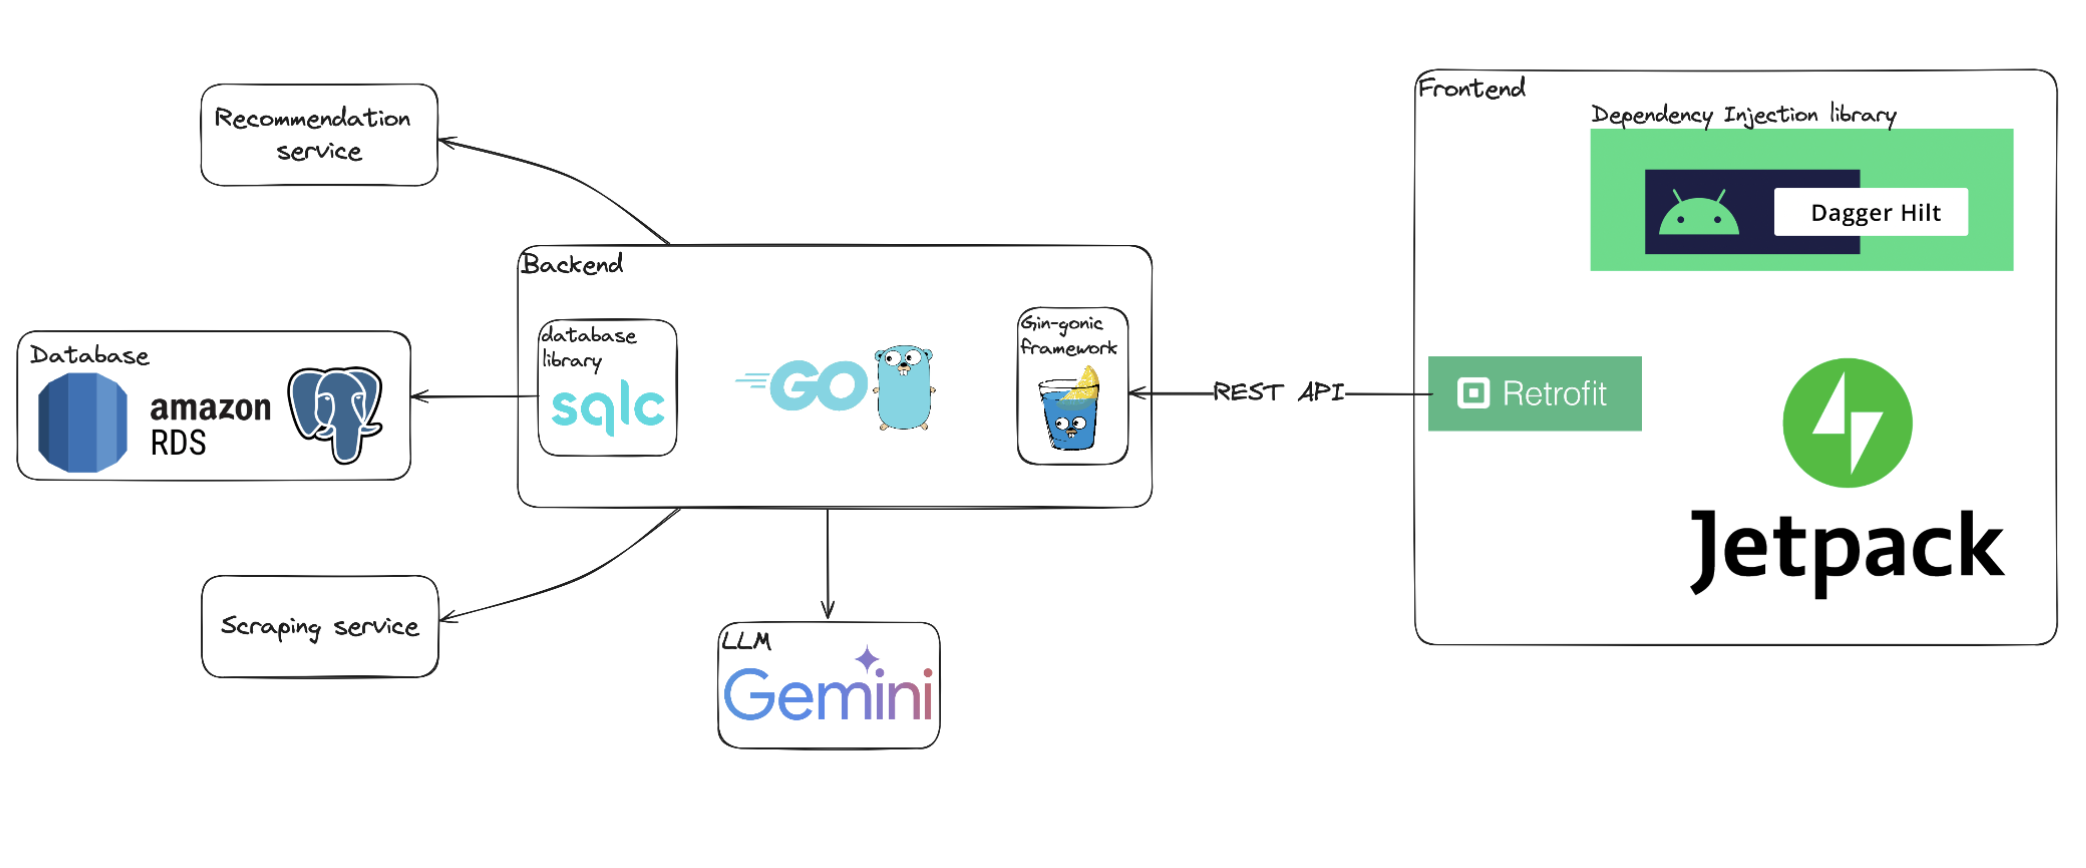 Recommendation
service
Database
amazon
RDS
Scraping service
Backend
database
library
sqlc
GO
Gin-gonic
framework
LLM
Gemini
REST API
Frontend
Dependency Injection library
Dagger Hilt
Retrofit
Jetpack